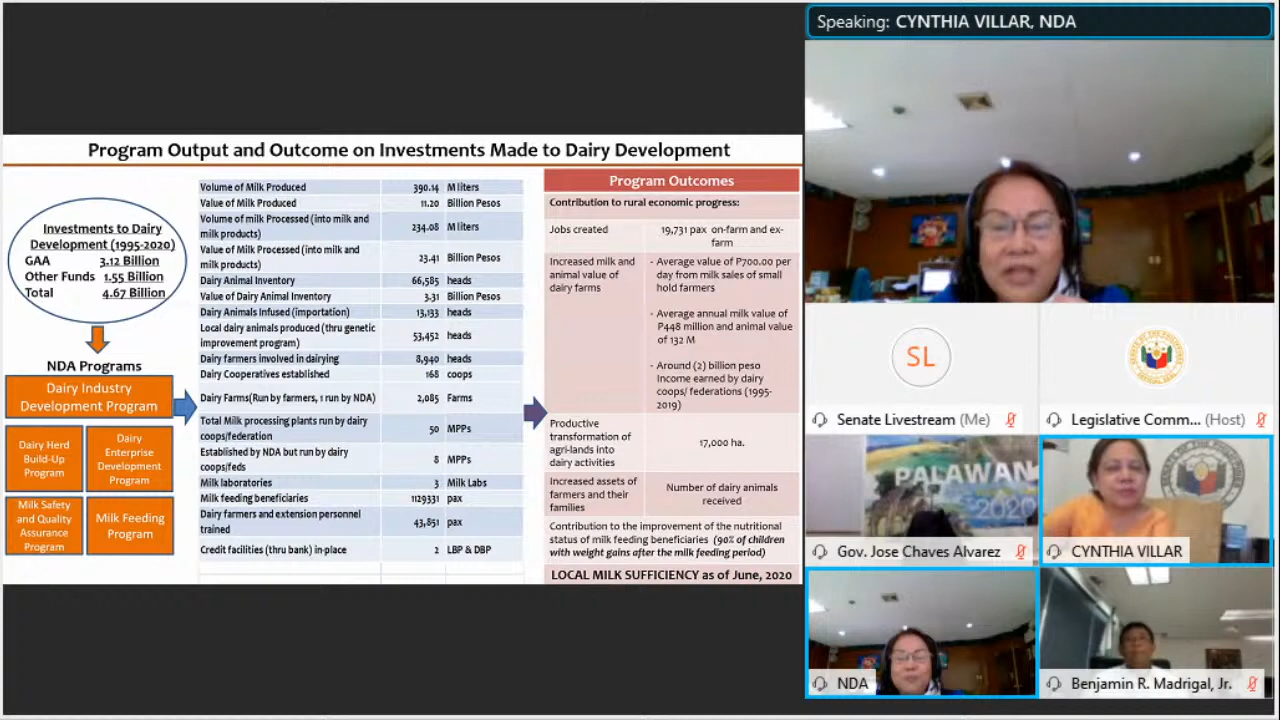 Program Output and Outcome on Investments Made to Dairy Development
Investments to Dairy
Development (1995-2020)
GAA 3.12 Billion
Other Funds 1.55 Billion
Total 4.67 Billion
NDA Programs
Dairy Industry
Development Program
Dairy Herd
Build-Up
Program
Dairy
Enterprise
Development
Program
Milk Safety
and Quality
Assurance
Program
Milk Feeding
Program
Volume of Milk Produced 390.14 M liters
Value of Milk Produced 11.20 Billion Pesos
Volume of milk Processed (into milk and
milk products) 234.08 M liters
Value of Milk Processed (into milk and
milk products) 23.41 Billion Pesos
Dairy Animal Inventory 66,585 heads
Value of Dairy Animal Inventory 3.31 Billion Pesos
Dairy Animals Infused (importation) 13,133 heads
Local dairy animals produced (thru genetic
improvement program) 53,452 heads
Dairy farmers involved in dairying 8,940 heads
Dairy Cooperatives established 168 coops
Dairy Farms(Run by farmers, 1 run by NDA) 2,085 Farms
Total Milk processing plants run by dairy
coops/federation 50 MPPs
Established by NDA but run by dairy
coops/feds 8 MPPs
Milk laboratories 3 Milk Labs
Milk feeding beneficiaries 1129331 pax
Dairy farmers and extension personnel
trained 43,851 pax
Credit facilities (thru bank) in-place 2 LBP & DBP
Program Outcomes
Contribution to rural economic progress:
Jobs created 19,731 pax on-farm and ex-
farm
Increased milk and
animal value of
dairy farms
- Average value of P700.00 per
day from milk sales of small
hold farmers
- Average annual milk value of
P448 million and animal value
of 132 M
- Around (2) billion peso
Income earned by dairy
coops/ federations (1995-
2019)
Productive
transformation of
agri-lands into
dairy activities
17,000 ha.
Increased assets of
farmers and their
families
Number of dairy animals
received
Contribution to the improvement of the nutritional
status of milk feeding beneficiaries (90% of children
with weight gains after the milk feeding period)
LOCAL MILK SUFFICIENCY as of June, 2020
Speaking: CYNTHIA VILLAR, NDA
SL
Senate Livestream (Me)
Legislative Comm... (Host)
PALAWAN
2020
Gov. Jose Chaves Alvarez
CYNTHIA VILLAR
NDA
Benjamin R. Madrigal, Jr.